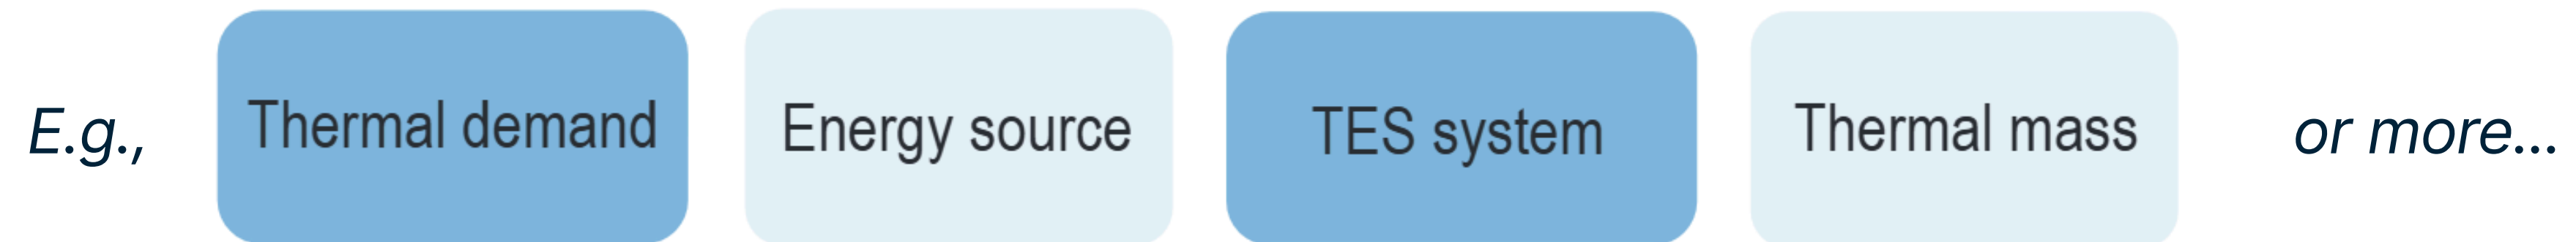 E.g., Thermal demand Energy source TES system Thermal mass or more...